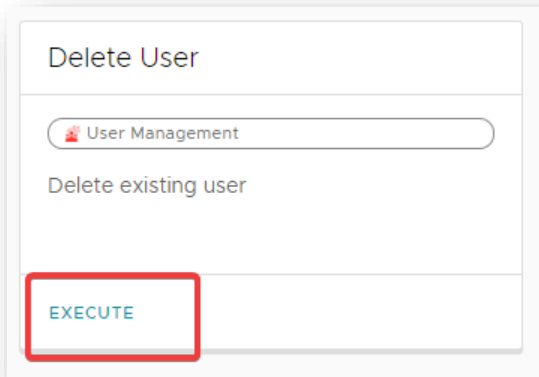 Delete User
User Management
Delete existing user
EXECUTE